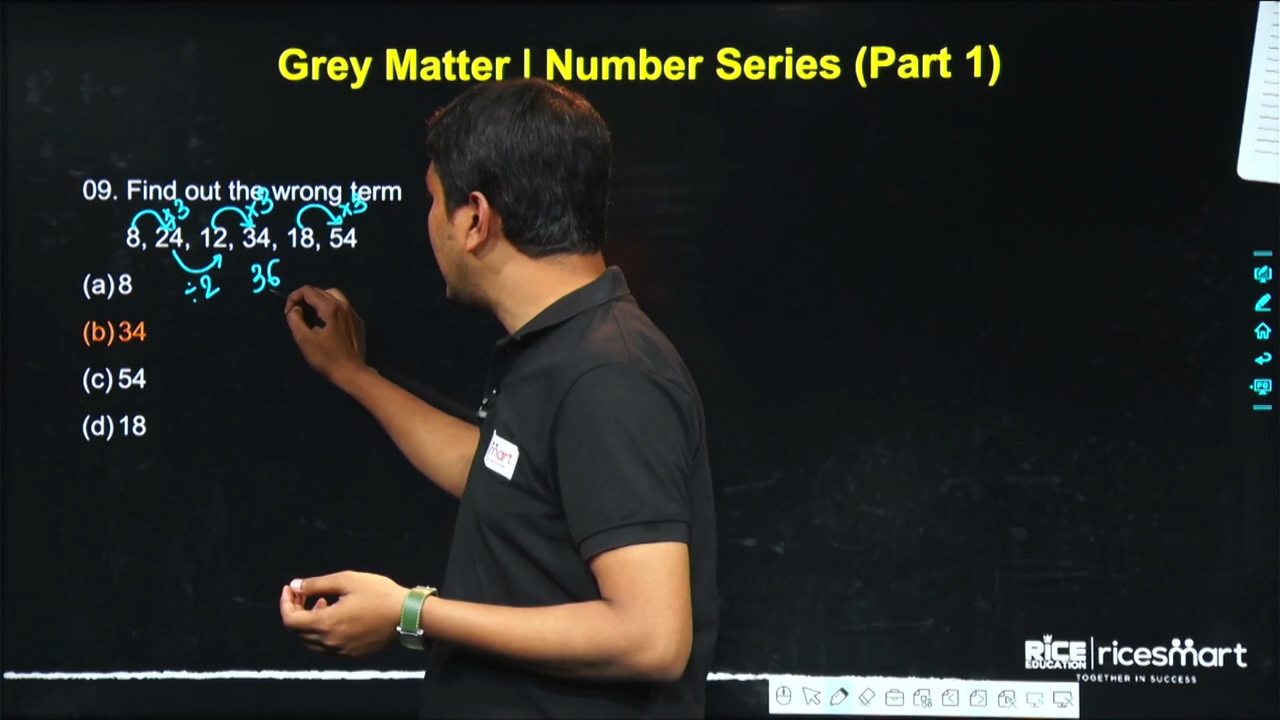 Grey Matter | Number Series (Part 1)
09. Find out the wrong term
×3 ×3 ×3
8, 24, 12, 34, 18, 54
÷2 36
(a) 8
(b) 34
(c) 54
(d) 18
mart
RICE EDUCATION | ricesmart
TOGETHER IN SUCCESS